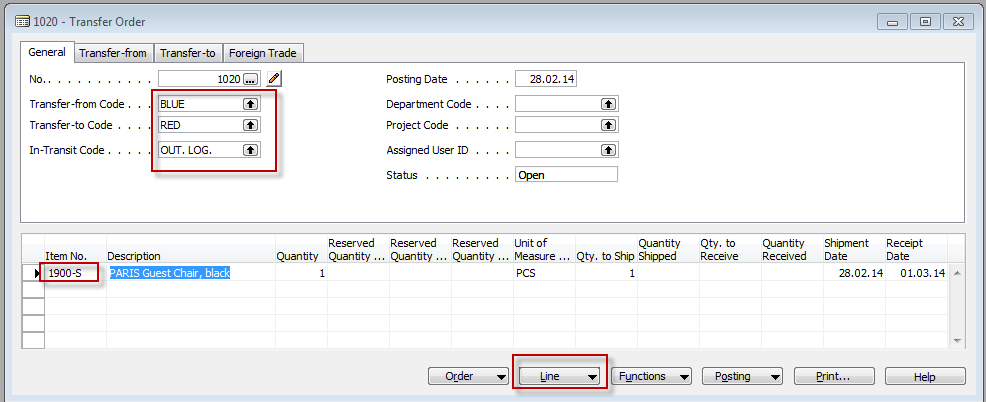 1020 - Transfer Order
General Transfer-from Transfer-to Foreign Trade
No. . . . . . . . . . . . 1020 ... Posting Date . . . . . . 28.02.14
Transfer-from Code . . . BLUE Department Code . . . .
Transfer-to Code . . . . RED Project Code . . . . . .
In-Transit Code . . . . . OUT. LOG. Assigned User ID . . . .
Status . . . . . . . . . Open
Item No. Description Quantity Reserved Quantity ... Reserved Quantity ... Reserved Quantity ... Unit of Measure ... Qty. to Ship Quantity Shipped Qty. to Receive Quantity Received Shipment Date Receipt Date
1900-S PARIS Guest Chair, black 1 PCS 1 28.02.14 01.03.14
Order Line Functions Posting Print... Help